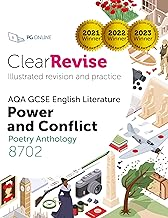 PG ONLINE
ClearRevise
Illustrated revision and practice
2021
Winner
2022
Winner
2023
Winner
AQA GCSE English Literature
Power
and Conflict
Poetry Anthology
8702